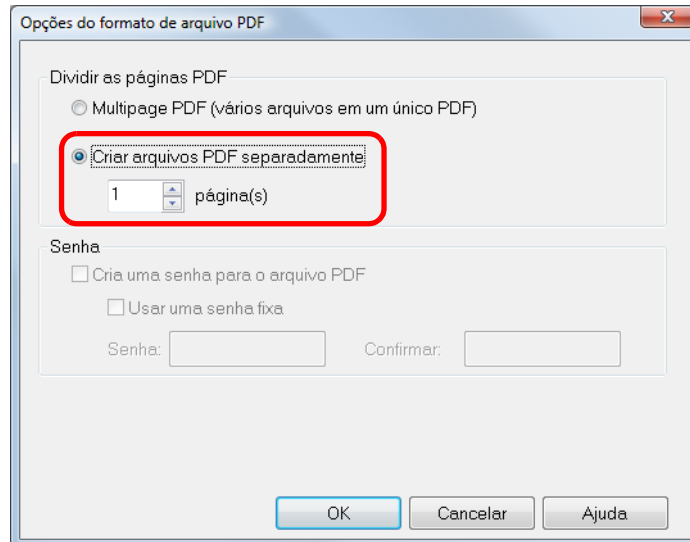 Opções do formato de arquivo PDF
Dividir as páginas PDF
Multipage PDF (vários arquivos em um único PDF)
Criar arquivos PDF separadamente
1 página(s)
Senha
Cria uma senha para o arquivo PDF
Usar uma senha fixa
Senha: Confirmar:
OK Cancelar Ajuda